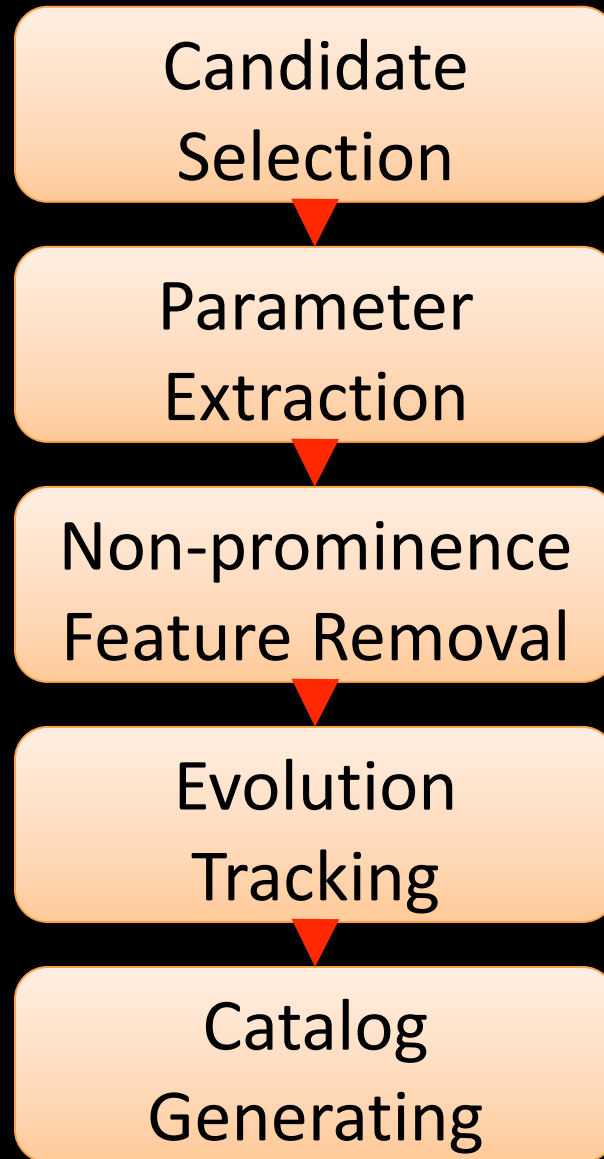 Candidate
Selection
Parameter
Extraction
Non-prominence
Feature Removal
Evolution
Tracking
Catalog
Generating